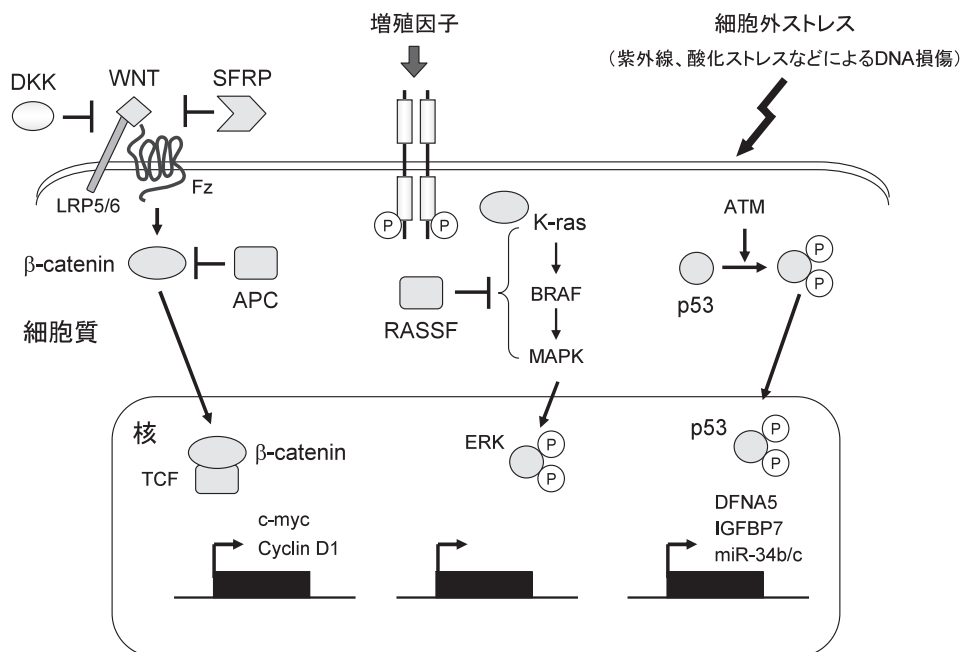 増殖因子
細胞外ストレス
（紫外線、酸化ストレスなどによるDNA損傷）
DKK
WNT
SFRP
LRP5/6
Fz
β-catenin
APC
細胞質
P
P
K-ras
BRAF
MAPK
RASSF
ATM
p53
P
P
核
TCF
β-catenin
c-myc
Cyclin D1
ERK
P
P
p53
P
P
DFNA5
IGFBP7
miR-34b/c